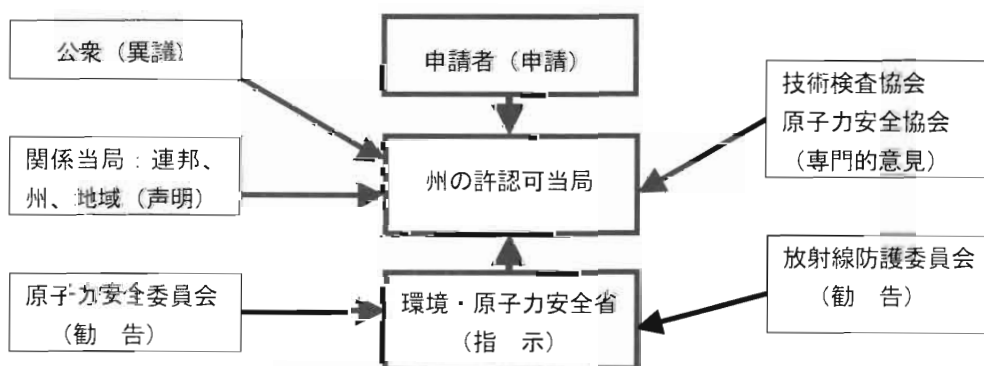 公衆（異議）
申請者（申請）
技術検査協会
原子力安全協会
（専門的意見）
関係当局：連邦、
州、地域（声明）
州の許認可当局
原子力安全委員会
（勧　告）
環境・原子力安全省
（指　示）
放射線防護委員会
（勧　告）